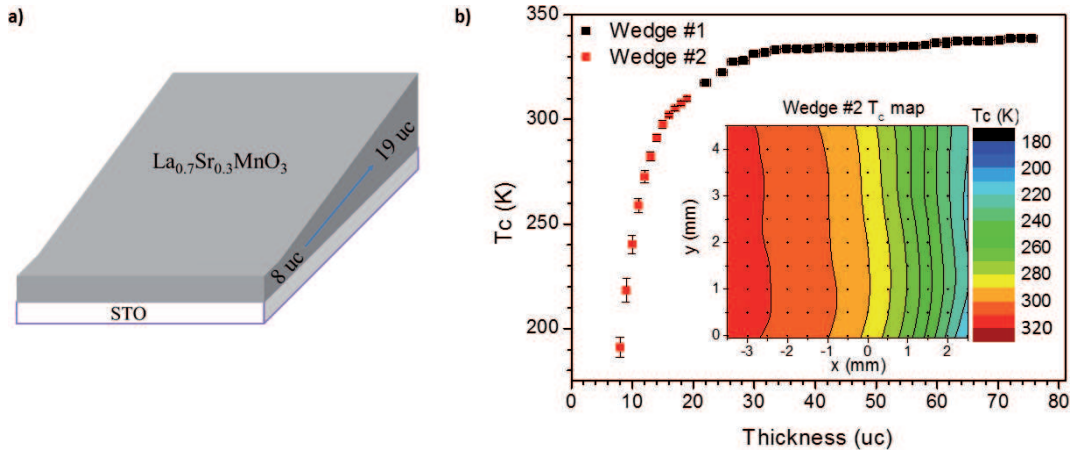 a)
La0.7Sr0.3MnO3
19 uc
8 uc
STO
b)
350
300
250
200
Tc (K)
Wedge #1
Wedge #2
Wedge #2 Tc map
Tc (K)
180
200
220
240
260
280
300
320
4
3
2
1
0
y (mm)
-3 -2 -1 0 1 2
x (mm)
0 10 20 30 40 50 60 70 80
Thickness (uc)